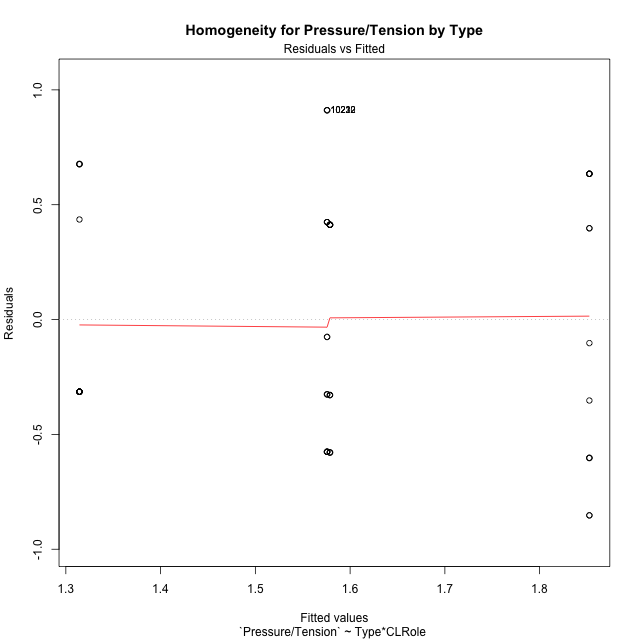 Homogeneity for Pressure/Tension by Type
Residuals vs Fitted
1.0
0.5
0.0
-0.5
-1.0
Residuals
1.3
1.4
1.5
1.6
1.7
1.8
Fitted values
`Pressure/Tension` ~ Type*CLRole